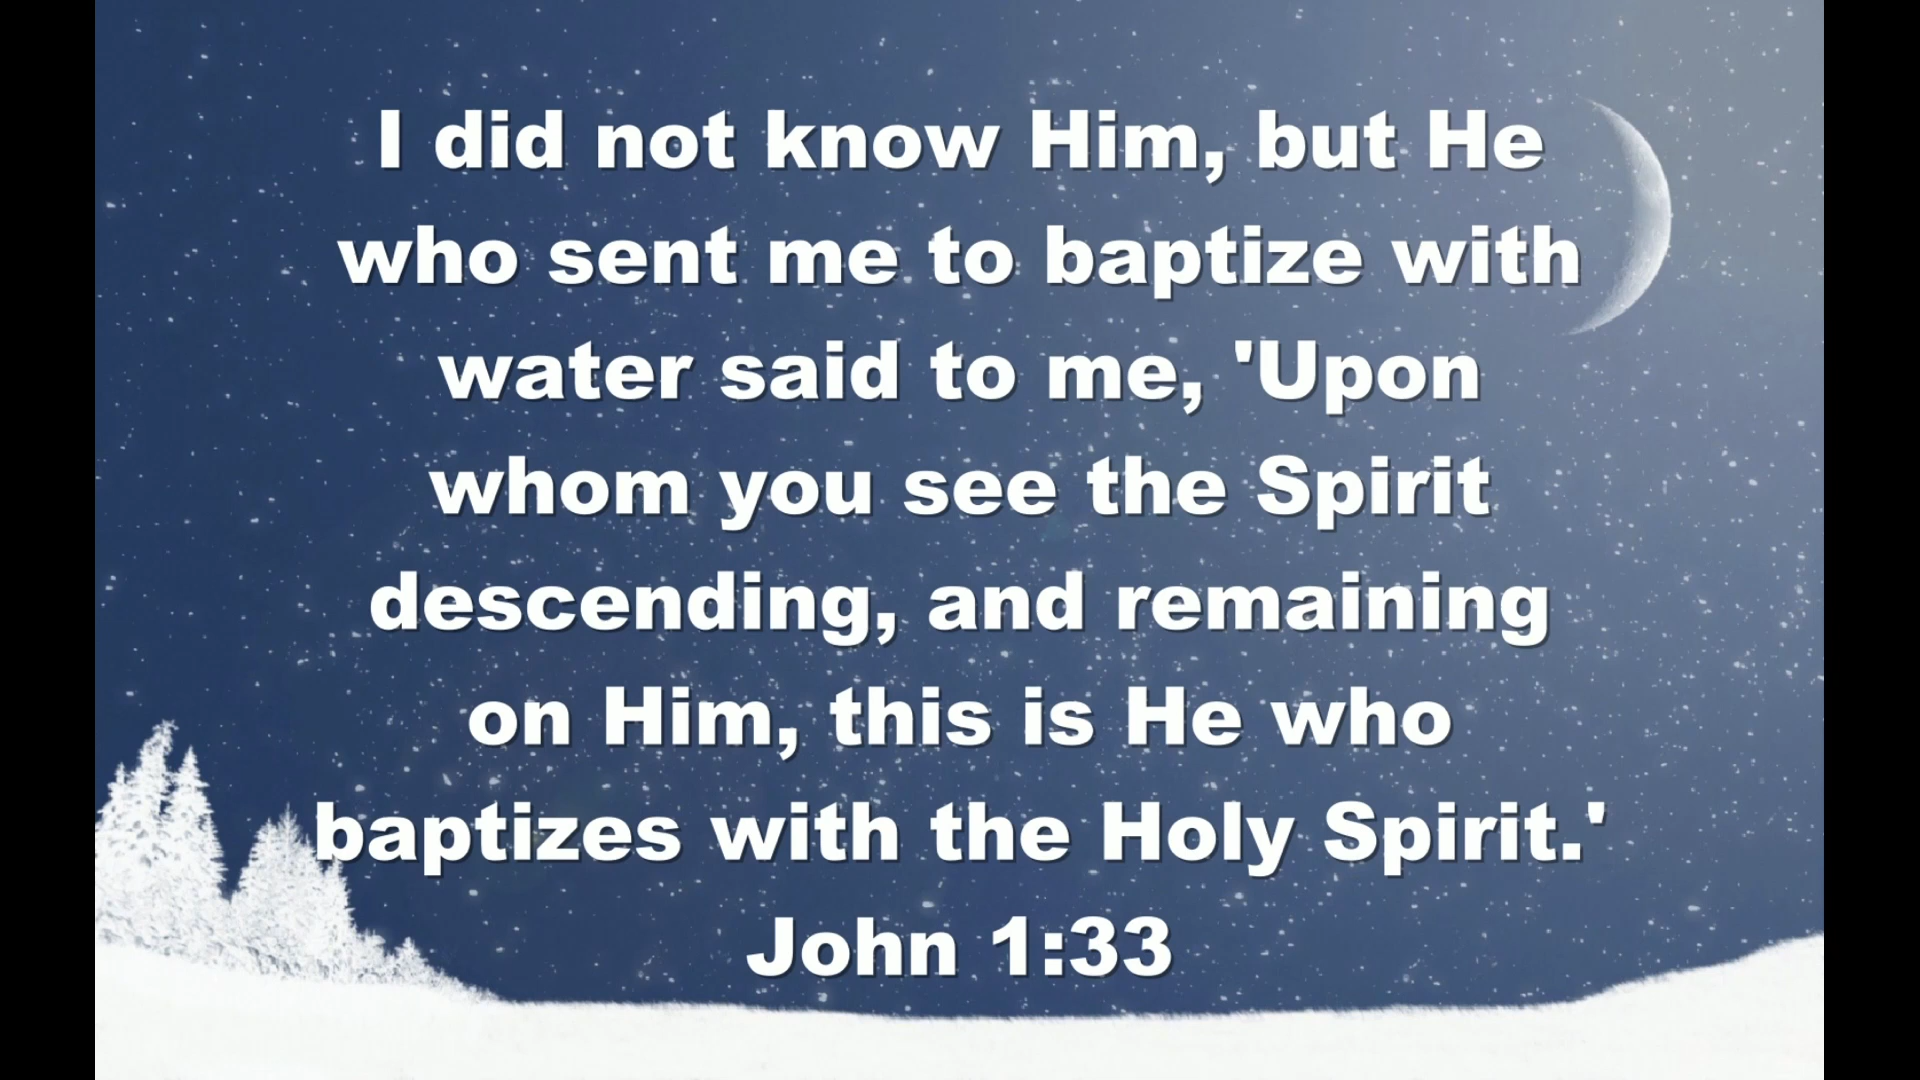 I did not know Him, but He
who sent me to baptize with
water said to me, 'Upon
whom you see the Spirit
descending, and remaining
on Him, this is He who
baptizes with the Holy Spirit.'
John 1:33